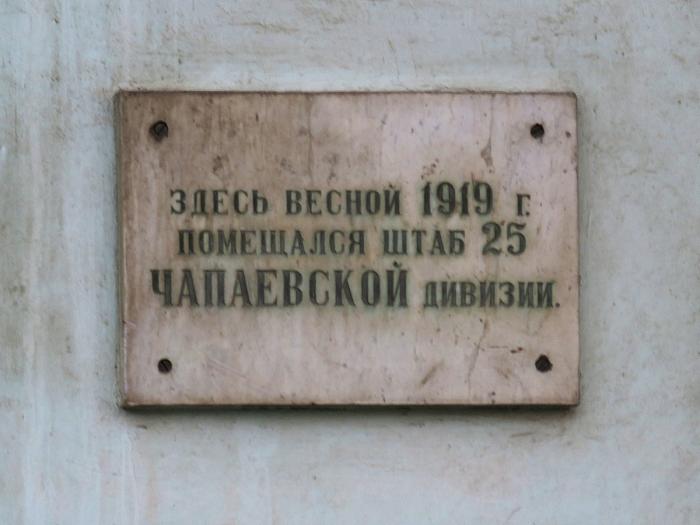 ЗДЕСЬ ВЕСНОЙ 1919 Г.
ПОМЕЩАЛСЯ ШТАБ 25
ЧАПАЕВСКОЙ ДИВИЗИИ.